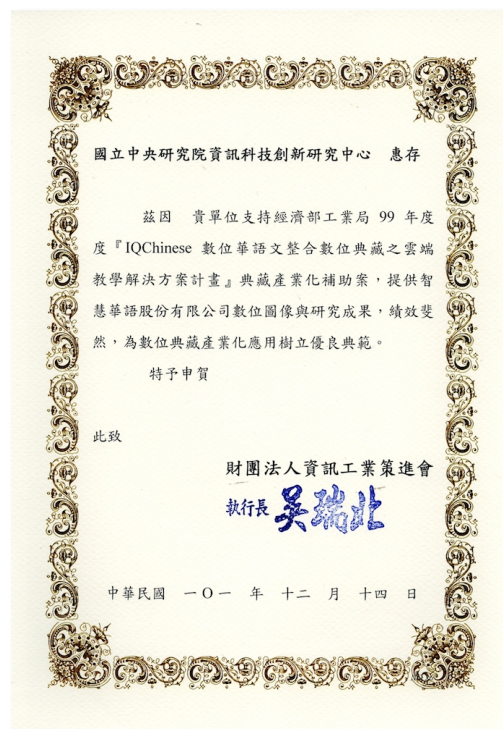 國立中央研究院資訊科技創新研究中心 惠存
茲因 貴單位支持經濟部工業局 99 年度
度『IQChinese 數位華語文整合數位典藏之雲端
教學解決方案計畫』典藏產業化補助案，提供智
慧華語股份有限公司數位圖像與研究成果，績效斐
然，為數位典藏產業化應用樹立優良典範。
特予申賀
此致
財團法人資訊工業策進會
執行長 吳瑞北
中華民國 一O一 年 十二 月 十四 日